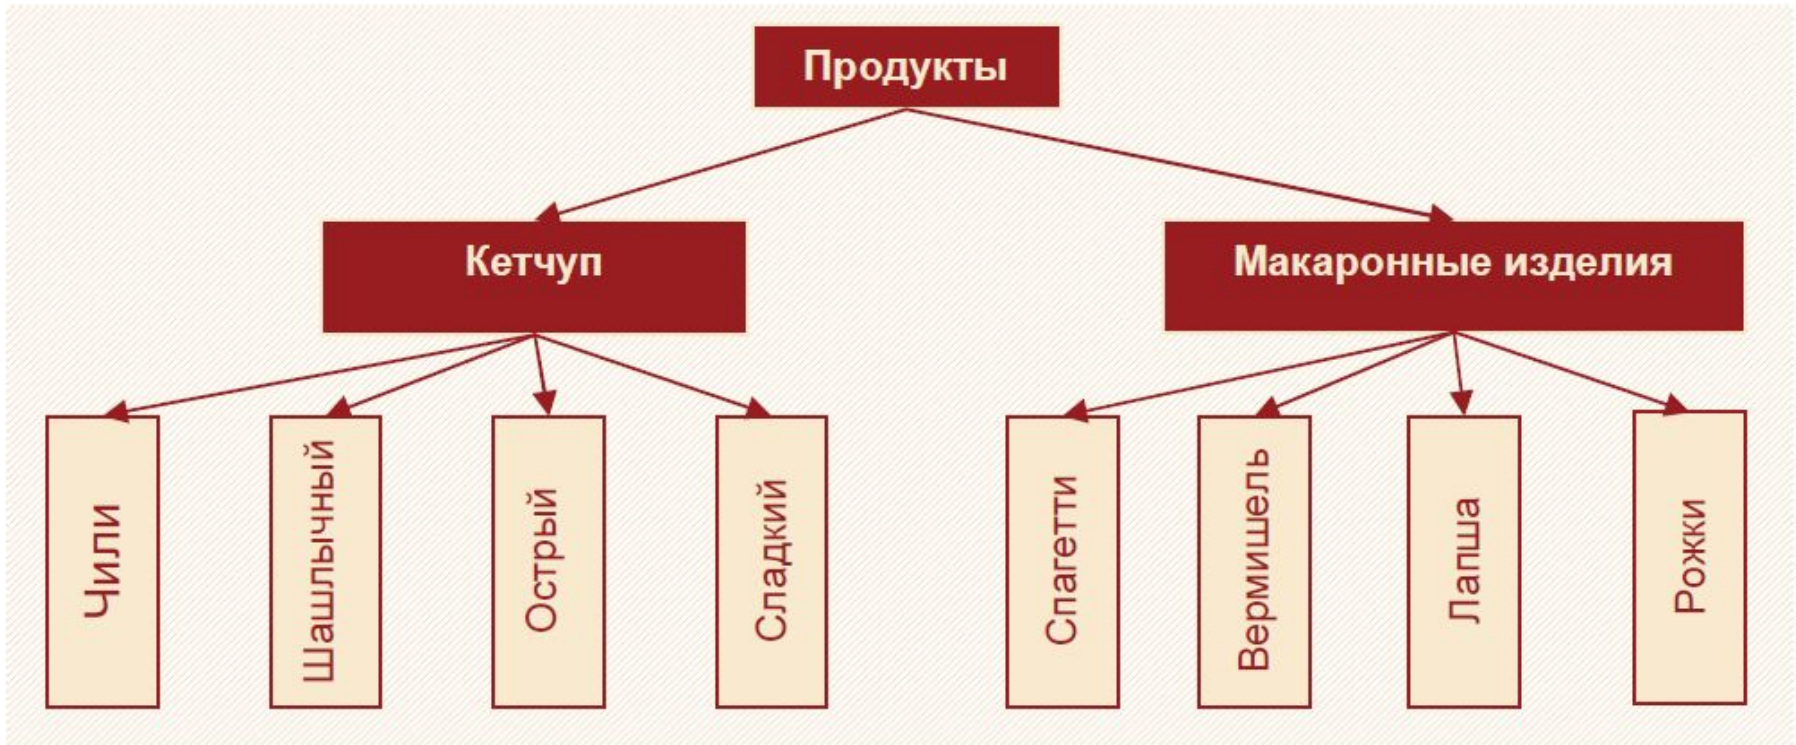 Продукты
Кетчуп
Макаронные изделия
Чили
Шашлычный
Острый
Сладкий
Спагетти
Вермишель
Лапша
Рожки